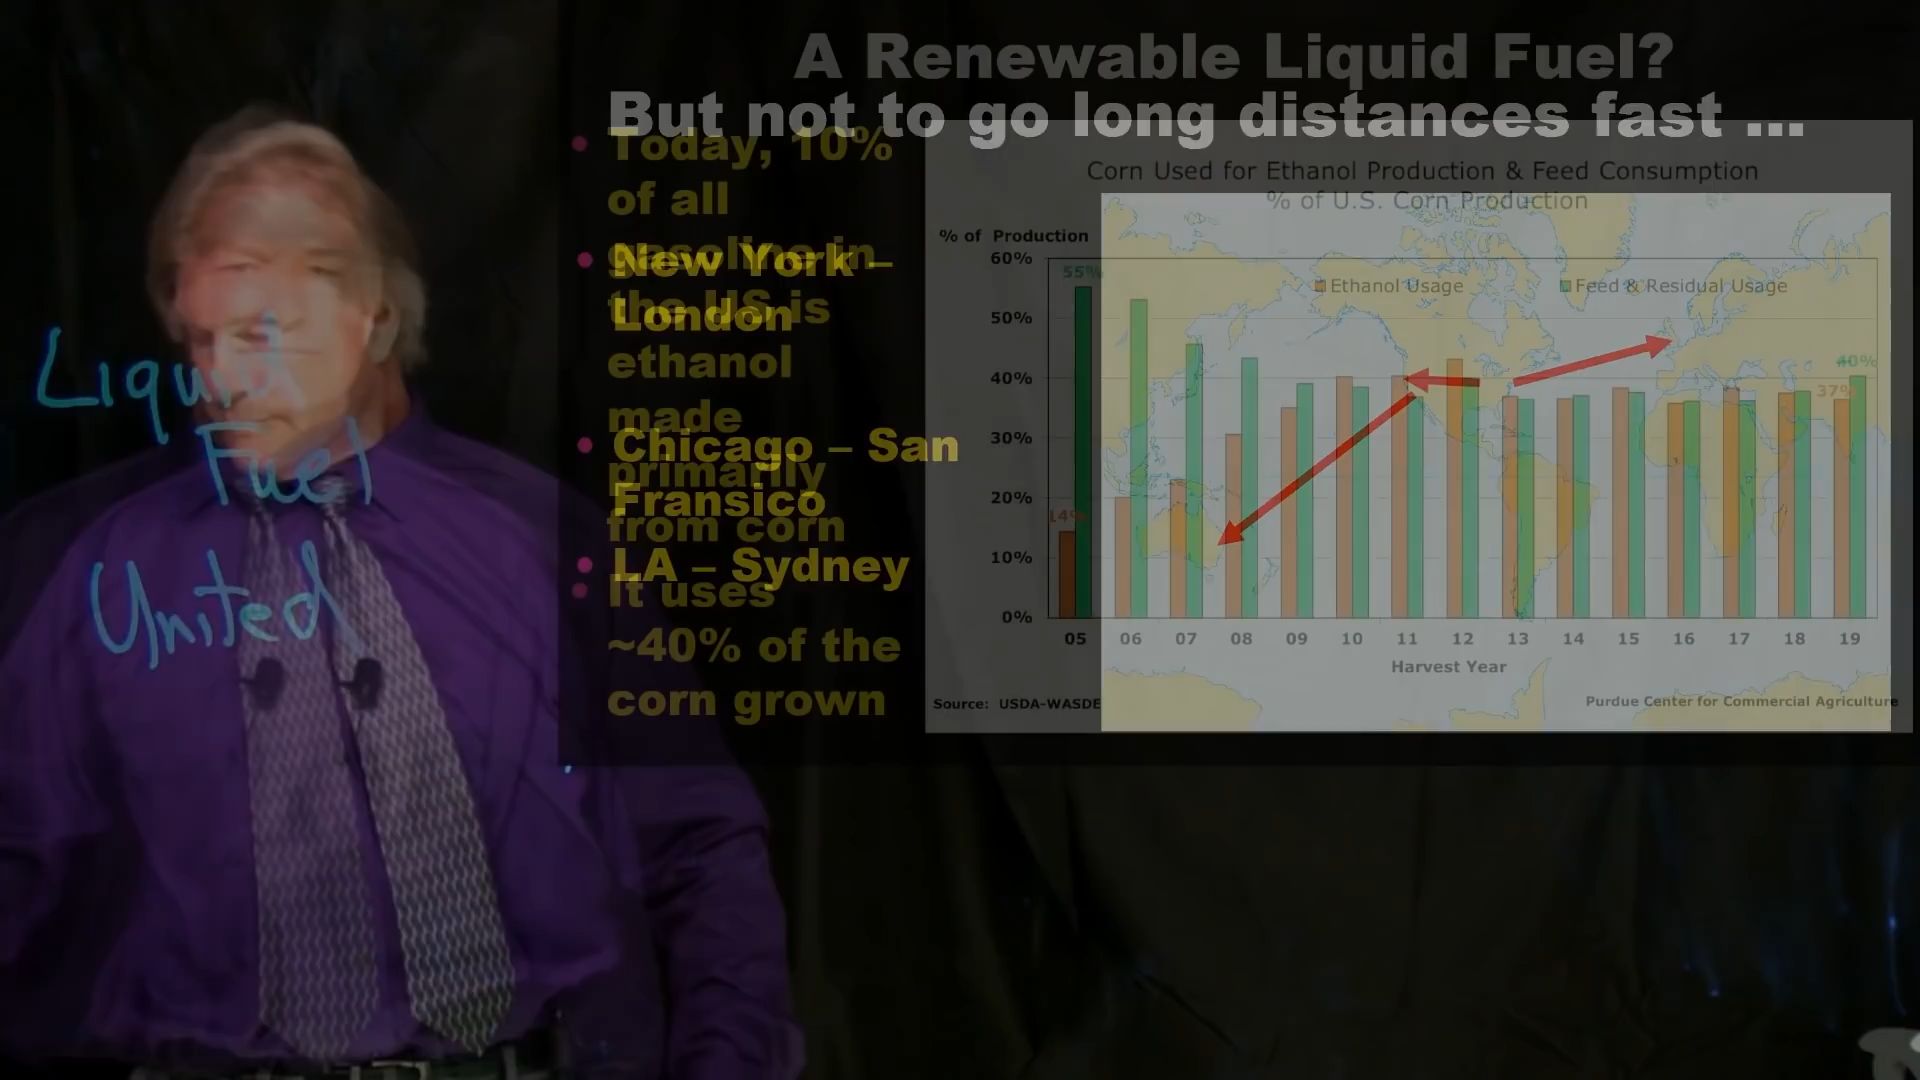 A Renewable Liquid Fuel?
But not to go long distances fast ...
Today, 10%
of all
gasoline in
the US is
ethanol
made
primarily
from corn
It uses
~40% of the
corn grown
New York –
London
Chicago – San
Fransico
LA – Sydney
Liquid
Fuel
United
Corn Used for Ethanol Production & Feed Consumption
% of U.S. Corn Production
% of Production
Ethanol Usage
Feed & Residual Usage
60%
50%
40%
30%
20%
10%
0%
55%
14%
40%
37%
05 06 07 08 09 10 11 12 13 14 15 16 17 18 19
Harvest Year
Source: USDA-WASDE
Purdue Center for Commercial Agriculture